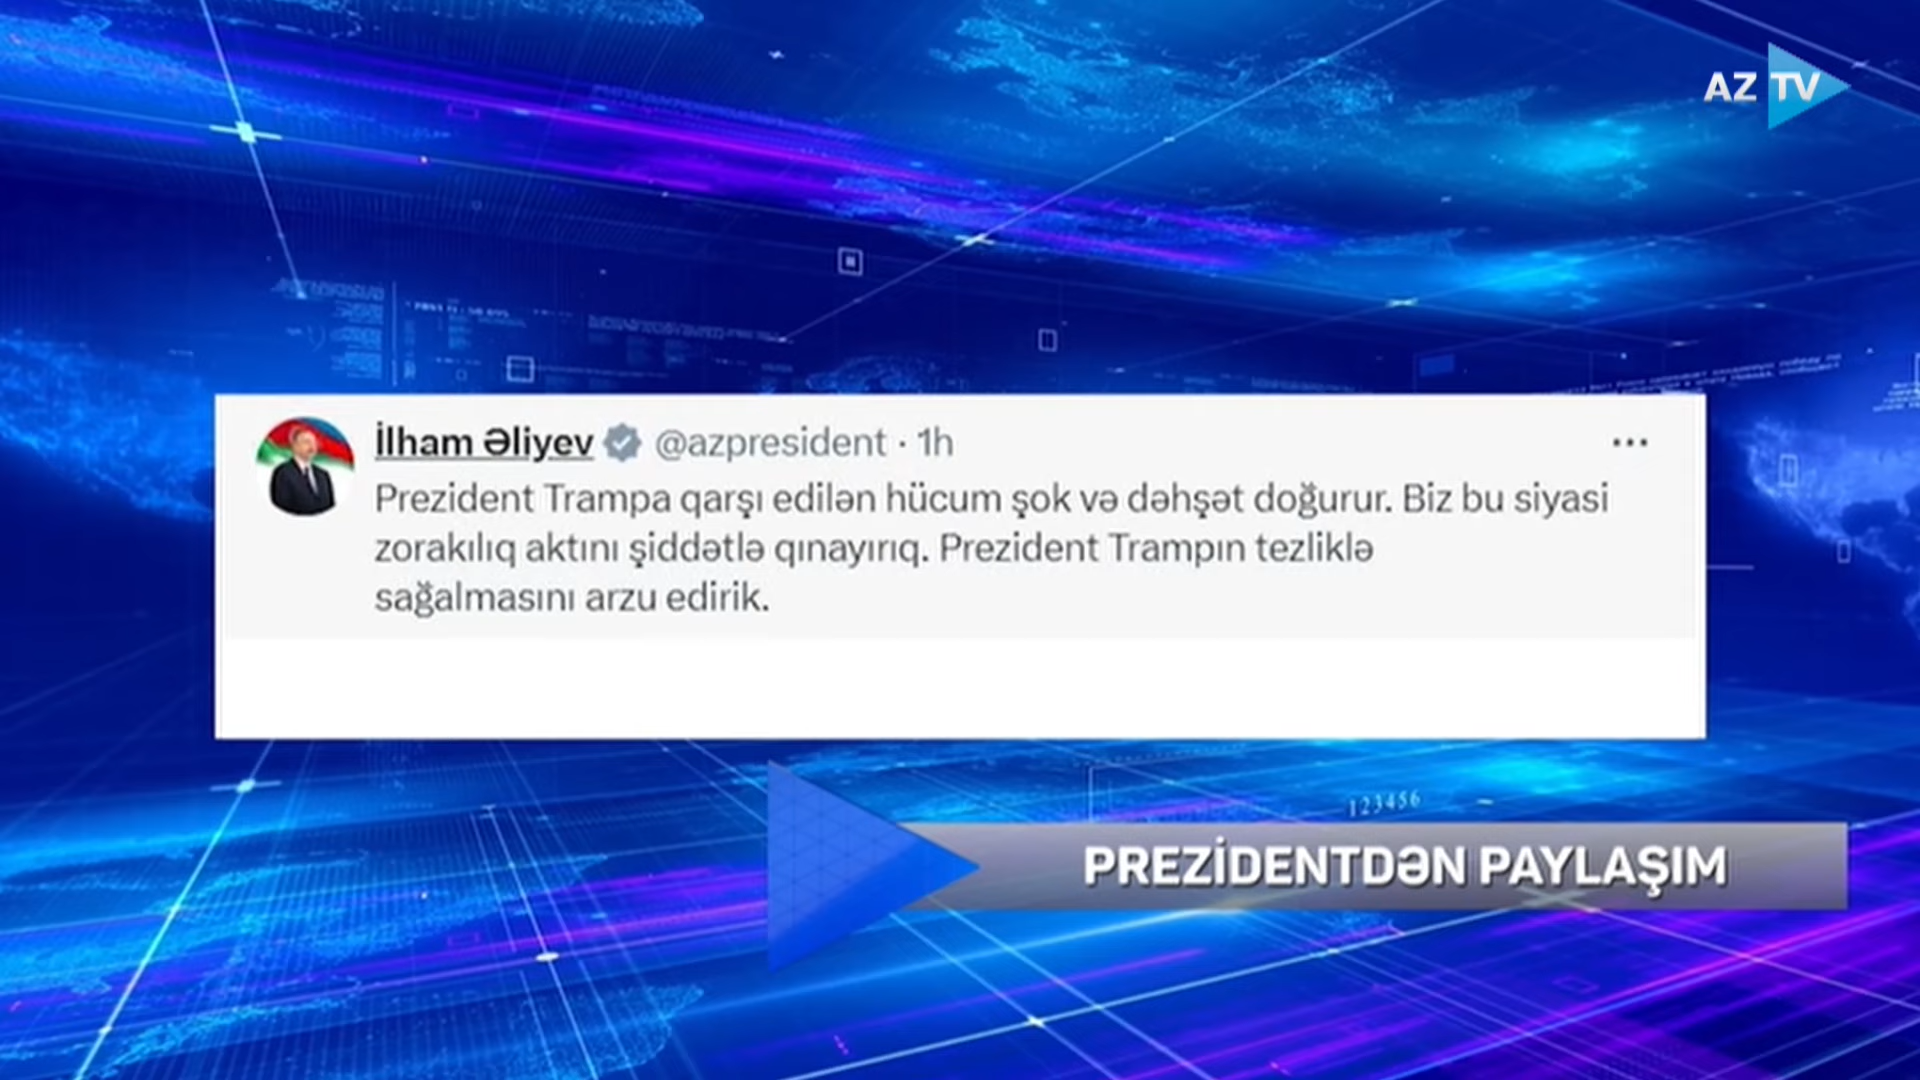 AZ TV
İlham Əliyev @azpresident · 1h
Prezident Trampa qarşı edilən hücum şok və dəhşət doğurur. Biz bu siyasi
zorakılıq aktını şiddətlə qınayırıq. Prezident Trampın tezliklə
sağalmasını arzu edirik.
123456
PREZİDENTDƏN PAYLAŞIM